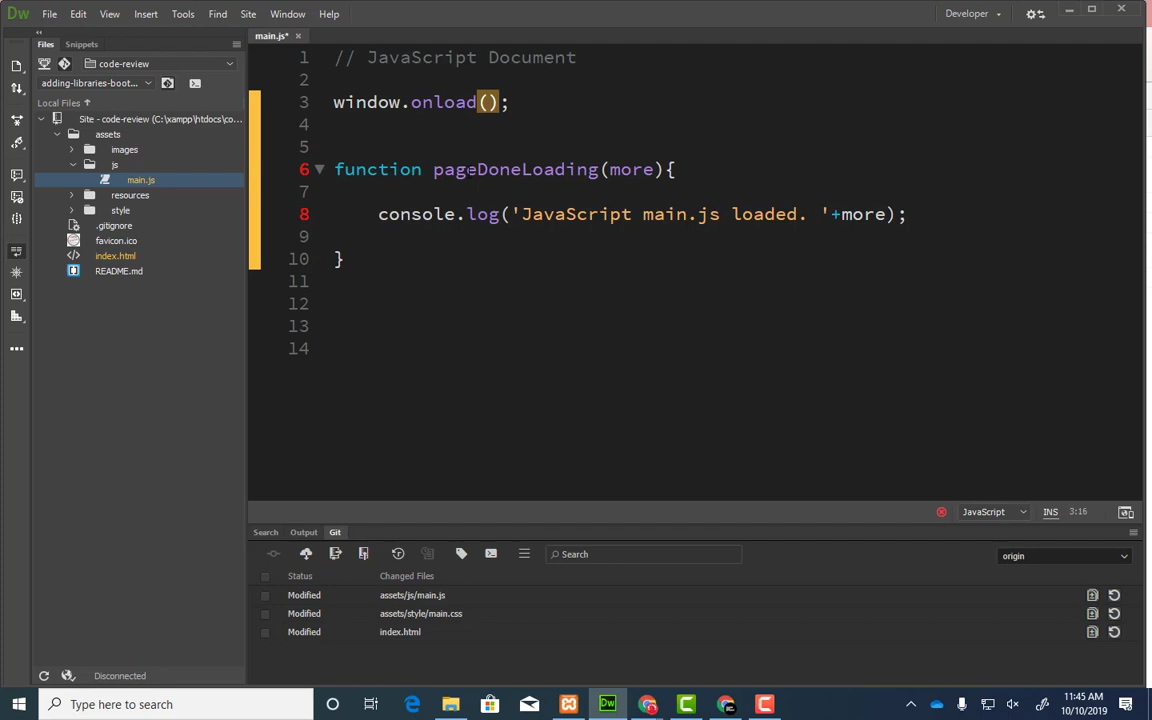 Dw File Edit View Insert Tools Find Site Window Help Developer
Files Snippets
main.js*
code-review
adding-libraries-boot...
Local Files
Site - code-review (C:\xampp\htdocs\co...
assets
images
js
main.js
resources
style
.gitignore
favicon.ico
index.html
README.md
1 // JavaScript Document
2
3 window.onload();
4
5
6 function pageDoneLoading(more){
7
8 console.log('JavaScript main.js loaded. '+more);
9
10 }
11
12
13
14
JavaScript INS 3:16
Search Output Git
Search origin
Status Changed Files
Modified assets/js/main.js
Modified assets/style/main.css
Modified index.html
Disconnected
Type here to search
Dw
11:45 AM
10/10/2019